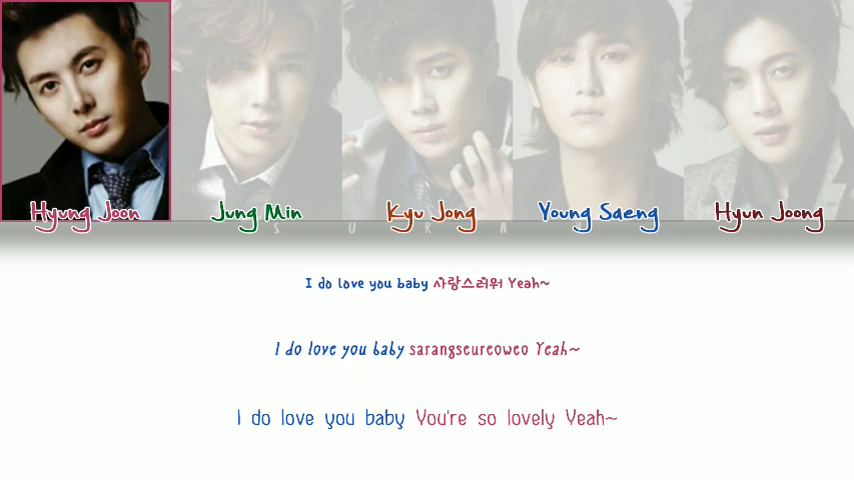 Hyung Joon
Jung Min
Kyu Jong
Young Saeng
Hyun Joong
S U R A
I do love you baby 사랑스러워 Yeah~
I do love you baby sarangseureoweo Yeah~
I do love you baby You're so lovely Yeah~